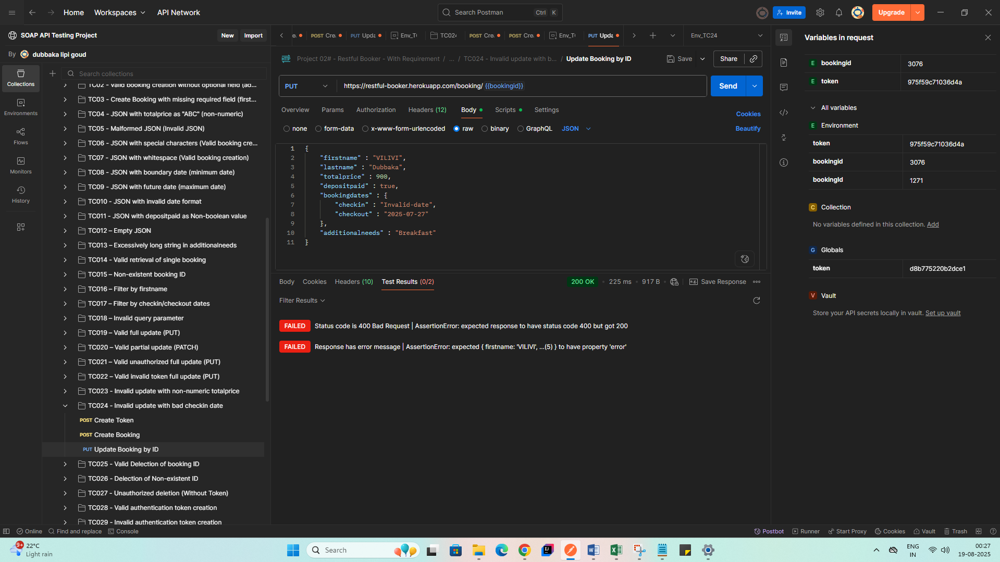 Home
Workspaces
API Network
Search Postman
Ctrl
K
Invite
Upgrade
SOAP API Testing Project
New
Import
By
dubbaka lipi goud
Collections
Environments
Flows
Monitors
History
Search collections
TC02 - Valid booking creation without optional field (ad...
TC03 - Create Booking with missing required field (first...
TC04 - JSON with totalprice as "ABC" (non-numeric)
TC05 - Malformed JSON (Invalid JSON)
TC06 - JSON with special characters (Valid booking cre...
TC07 - JSON with whitespace (Valid booking creation)
TC08 - JSON with boundary date (minimum date)
TC09 - JSON with future date (maximum date)
TC010 - JSON with invalid date format
TC011 - JSON with depositpaid as Non-boolean value
TC012 – Empty JSON
TC013 – Excessively long string in additionalneeds
TC014 - Valid retrieval of single booking
TC015 – Non-existent booking ID
TC016 – Filter by firstname
TC017 – Filter by checkin/checkout dates
TC018 – Invalid query parameter
TC019 – Valid full update (PUT)
TC020 – Valid partial update (PATCH)
TC021 – Valid unauthorized full update (PUT)
TC022 – Valid invalid token full update (PUT)
TC023 - Invalid update with non-numeric totalprice
TC024 - Invalid update with bad checkin date
POST Create Token
POST Create Booking
PUT Update Booking by ID
TC025 - Valid Delection of booking ID
TC026 - Delection of Non-existent ID
TC027 - Unauthorized deletion (Without Token)
TC028 - Valid authentication token creation
TC029 - Invalid authentication token creation
POST Cre
PUT Upda
Env_T
TC02
POST Cre
POST Cre
Env_T
PUT Upda
Env_TC24
HTTP
Project 02# - Restful Booker - With Requirement / ... / TC024 - Invalid update with b... / Update Booking by ID
Save
Share
PUT
https://restful-booker.herokuapp.com/booking/ {{bookingid}}
Send
Overview
Params
Authorization
Headers (12)
Body
Scripts
Settings
Cookies
none
form-data
x-www-form-urlencoded
raw
binary
GraphQL
JSON
Beautify
1 {
2 "firstname" : "VILIVI",
3 "lastname" : "Dubbaka",
4 "totalprice" : 900,
5 "depositpaid" : true,
6 "bookingdates" : {
7 "checkin" : "Invalid-date",
8 "checkout" : "2025-07-27"
9 },
10 "additionalneeds" : "Breakfast"
11 }
Body
Cookies
Headers (10)
Test Results (0/2)
200 OK
225 ms
917 B
e.g.
Save Response
Filter Results
FAILED Status code is 400 Bad Request | AssertionError: expected response to have status code 400 but got 200
FAILED Response has error message | AssertionError: expected { firstname: 'VILIVI', …(5) } to have property 'error'
Variables in request
E bookingid 3076
E token 975f59c71036d4a
All variables
E Environment
token 975f59c71036d4a
bookingid 3076
bookingId 1271
C Collection
No variables defined in this collection. Add
G Globals
token d8b775220b2dce1
V Vault
Store your API secrets locally in vault. Set up vault
Online
Find and replace
Console
Postbot
Runner
Start Proxy
Cookies
Vault
Trash
9+
22°C
Light rain
Search
ENG
IN
00:27
19-08-2025